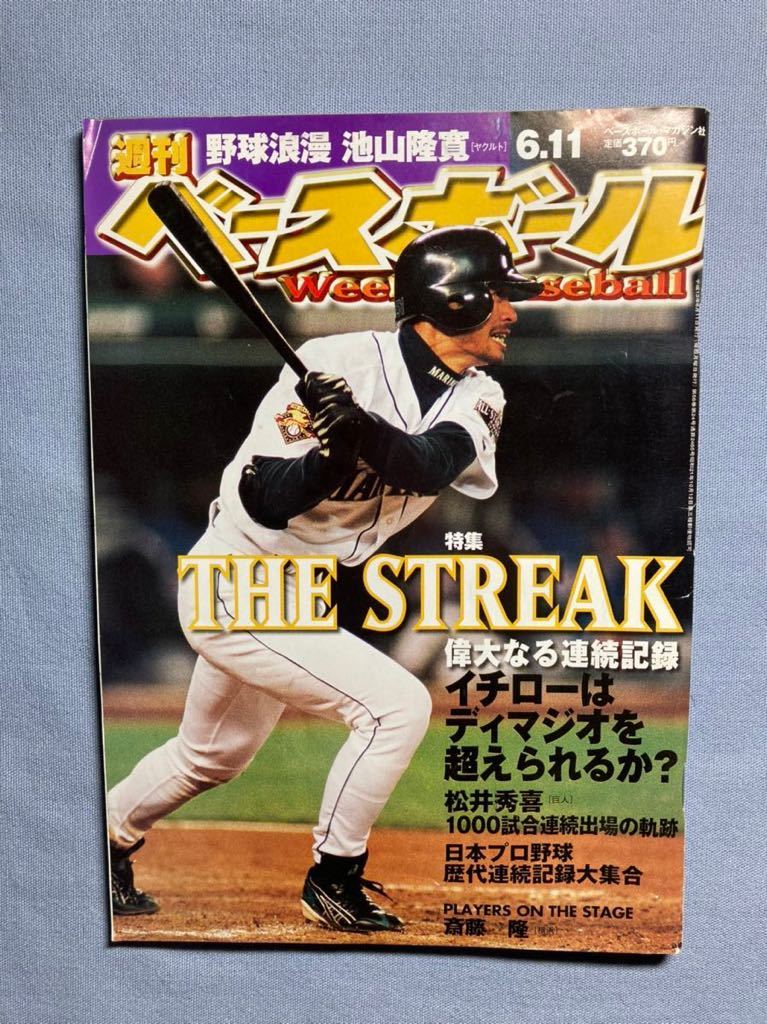 週刊
野球浪漫 池山隆寛[ヤクルト]
6.11
ベースボール・マガジン社
定価370円
ベースボール
Wee seball
MARIN
特集
THE STREAK
偉大なる連続記録
イチローは
ディマジオを
超えられるか?
松井秀喜[巨人]
1000試合連続出場の軌跡
日本プロ野球
歴代連続記録大集合
PLAYERS ON THE STAGE
斎藤 隆[横浜]